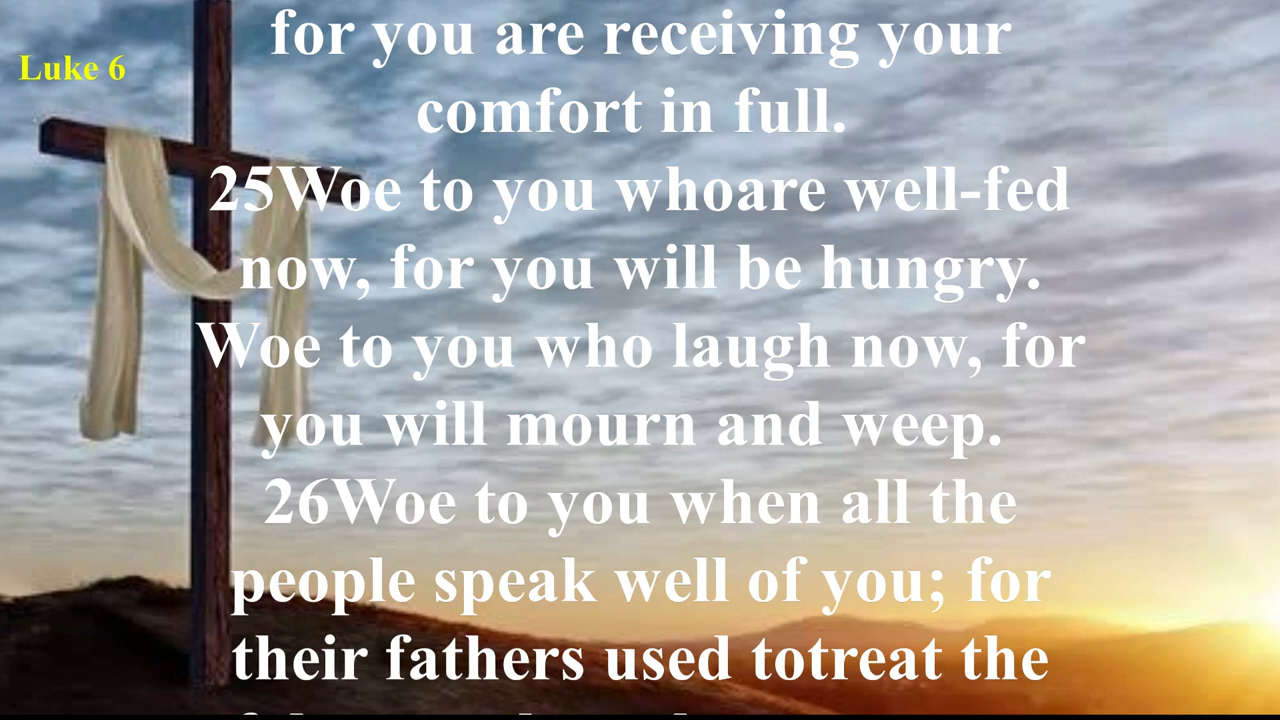 Luke 6
for you are receiving your
comfort in full.
25Woe to you whoare well-fed
now, for you will be hungry.
Woe to you who laugh now, for
you will mourn and weep.
26Woe to you when all the
people speak well of you; for
their fathers used totreat the